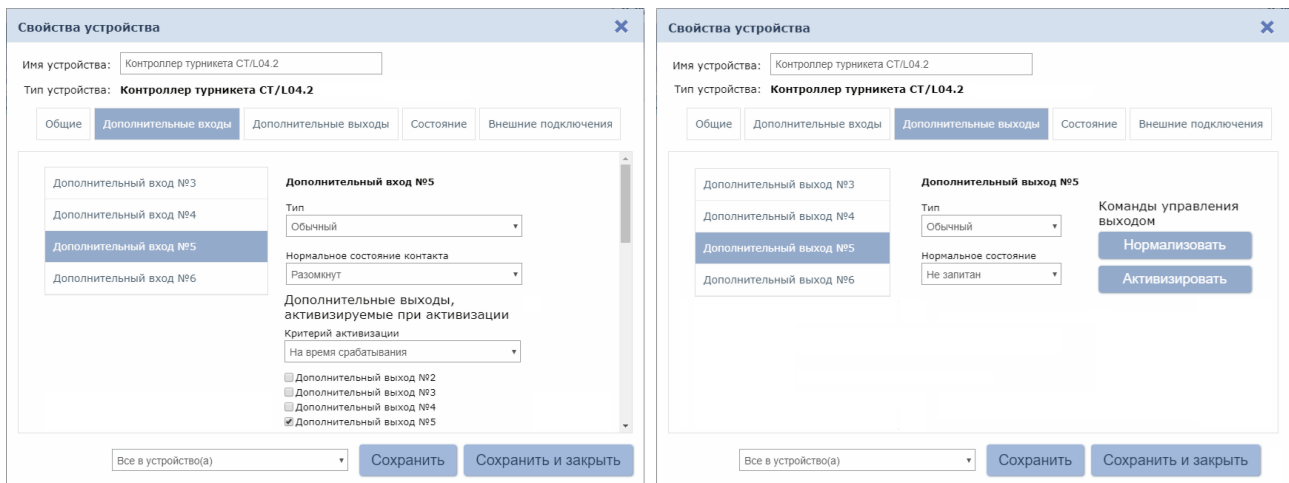 Свойства устройства
Имя устройства: Контроллер турникета CT/L04.2
Тип устройства: Контроллер турникета CT/L04.2
Общие Дополнительные входы Дополнительные выходы Состояние Внешние подключения
Дополнительный вход №3
Дополнительный вход №4
Дополнительный вход №5
Дополнительный вход №6
Дополнительный вход №5
Тип
Обычный
Нормальное состояние контакта
Разомкнут
Дополнительные выходы,
активизируемые при активизации
Критерий активизации
На время срабатывания
Дополнительный выход №2
Дополнительный выход №3
Дополнительный выход №4
Дополнительный выход №5
Все в устройство(а) Сохранить Сохранить и закрыть
Свойства устройства
Имя устройства: Контроллер турникета CT/L04.2
Тип устройства: Контроллер турникета CT/L04.2
Общие Дополнительные входы Дополнительные выходы Состояние Внешние подключения
Дополнительный выход №3
Дополнительный выход №4
Дополнительный выход №5
Дополнительный выход №6
Дополнительный выход №5
Тип
Обычный
Нормальное состояние
Не запитан
Команды управления
выходом
Нормализовать
Активизировать
Все в устройство(а) Сохранить Сохранить и закрыть